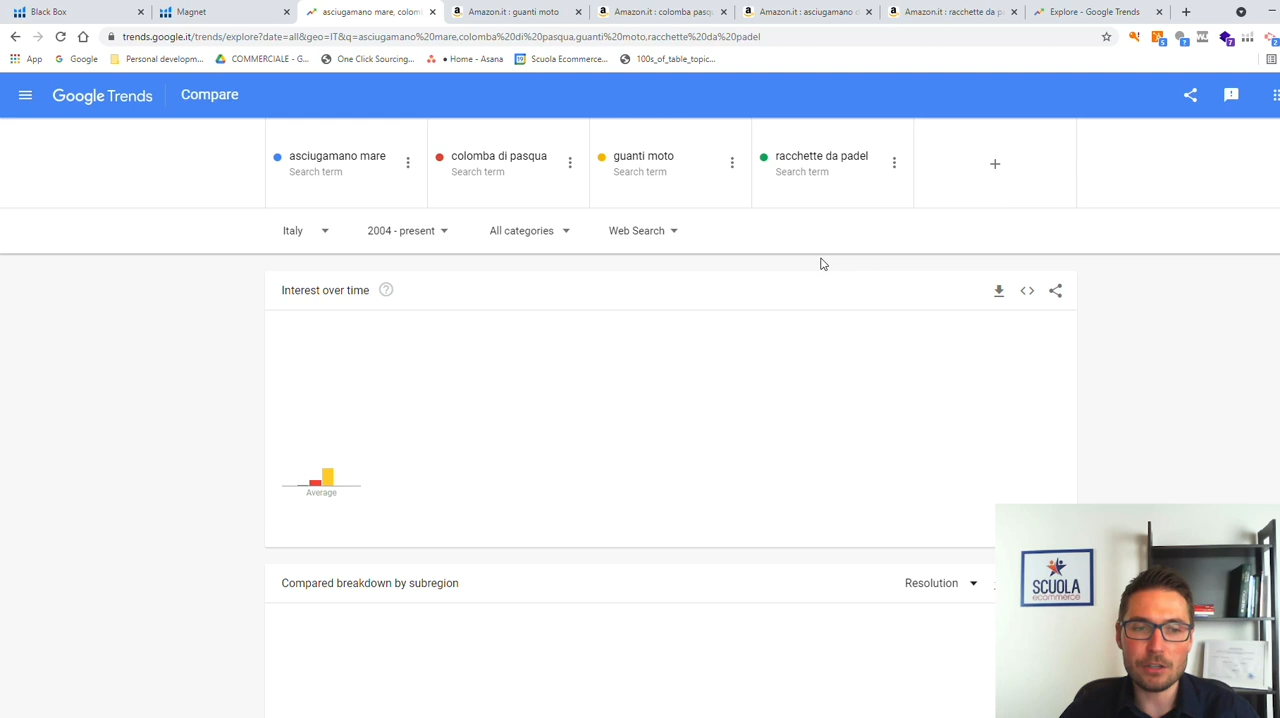 Black Box
Magnet
asciugamano mare, colom
Amazon.it : guanti moto
Amazon.it : colomba pasq
Amazon.it : asciugamano
Amazon.it : racchette da p
Explore - Google Trends
trends.google.it/trends/explore?date=all&geo=IT&q=asciugamano%20mare,colomba%20di%20pasqua,guanti%20moto,racchette%20da%20padel
App
Google
Personal developm...
COMMERCIALE - G...
One Click Sourcing...
• Home - Asana
Scuola Ecommerce...
100s_of_table_topic...
Google Trends
Compare
asciugamano mare
Search term
colomba di pasqua
Search term
guanti moto
Search term
racchette da padel
Search term
Italy
2004 - present
All categories
Web Search
Interest over time
Average
Compared breakdown by subregion
Resolution
SCUOLA
ecommerce